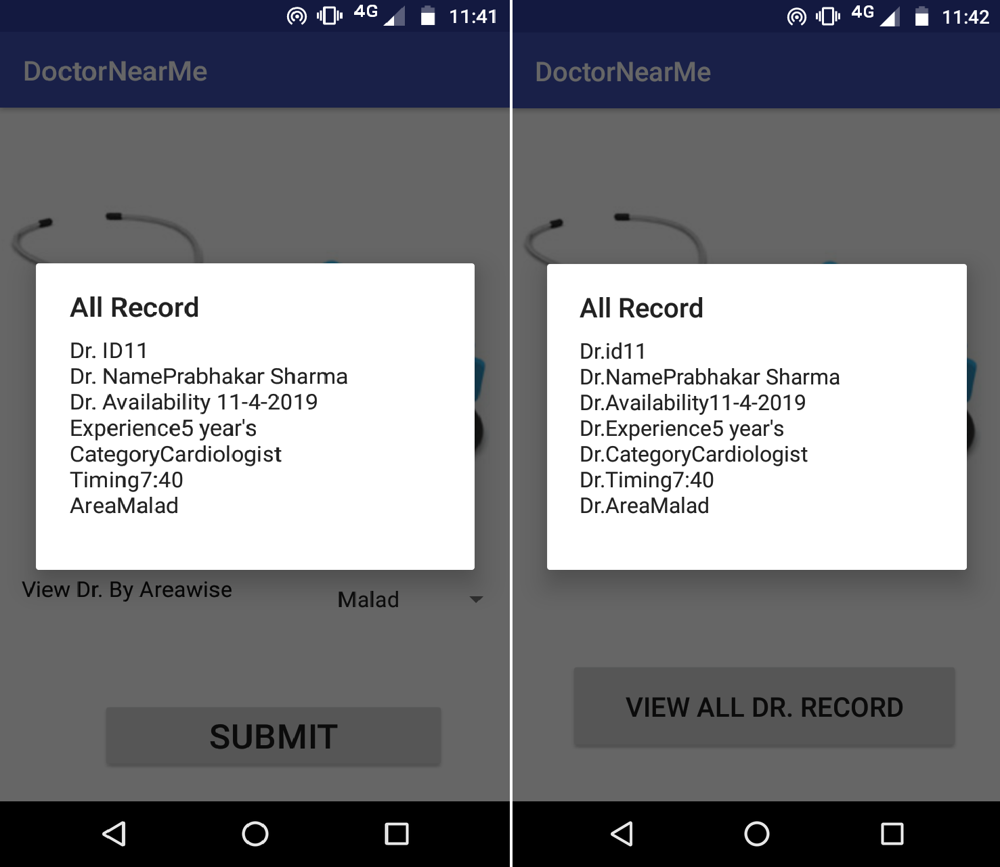 4G 11:41
DoctorNearMe
All Record
Dr. ID11
Dr. NamePrabhakar Sharma
Dr. Availability 11-4-2019
Experience5 year's
CategoryCardiologist
Timing7:40
AreaMalad
View Dr. By Areawise
Malad
SUBMIT
4G 11:42
DoctorNearMe
All Record
Dr.id11
Dr.NamePrabhakar Sharma
Dr.Availability11-4-2019
Dr.Experience5 year's
Dr.CategoryCardiologist
Dr.Timing7:40
Dr.AreaMalad
VIEW ALL DR. RECORD